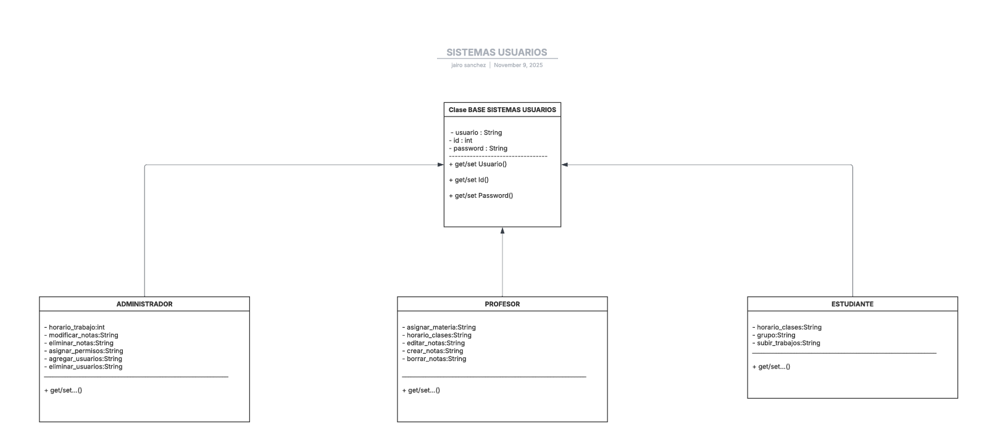 SISTEMAS USUARIOS
jairo sanchez | November 9, 2025
Clase BASE SISTEMAS USUARIOS
- usuario : String
- id : int
- password : String
--------------------------------
+ get/set Usuario()
+ get/set Id()
+ get/set Password()
ADMINISTRADOR
- horario_trabajo:int
- modificar_notas:String
- eliminar_notas:String
- asignar_permisos:String
- agregar_usuarios:String
- eliminar_usuarios:String
+ get/set...()
PROFESOR
- asignar_materia:String
- horario_clases:String
- editar_notas:String
- crear_notas:String
- borrar_notas:String
+ get/set...()
ESTUDIANTE
- horario_clases:String
- grupo:String
- subir_trabajos:String
+ get/set...()